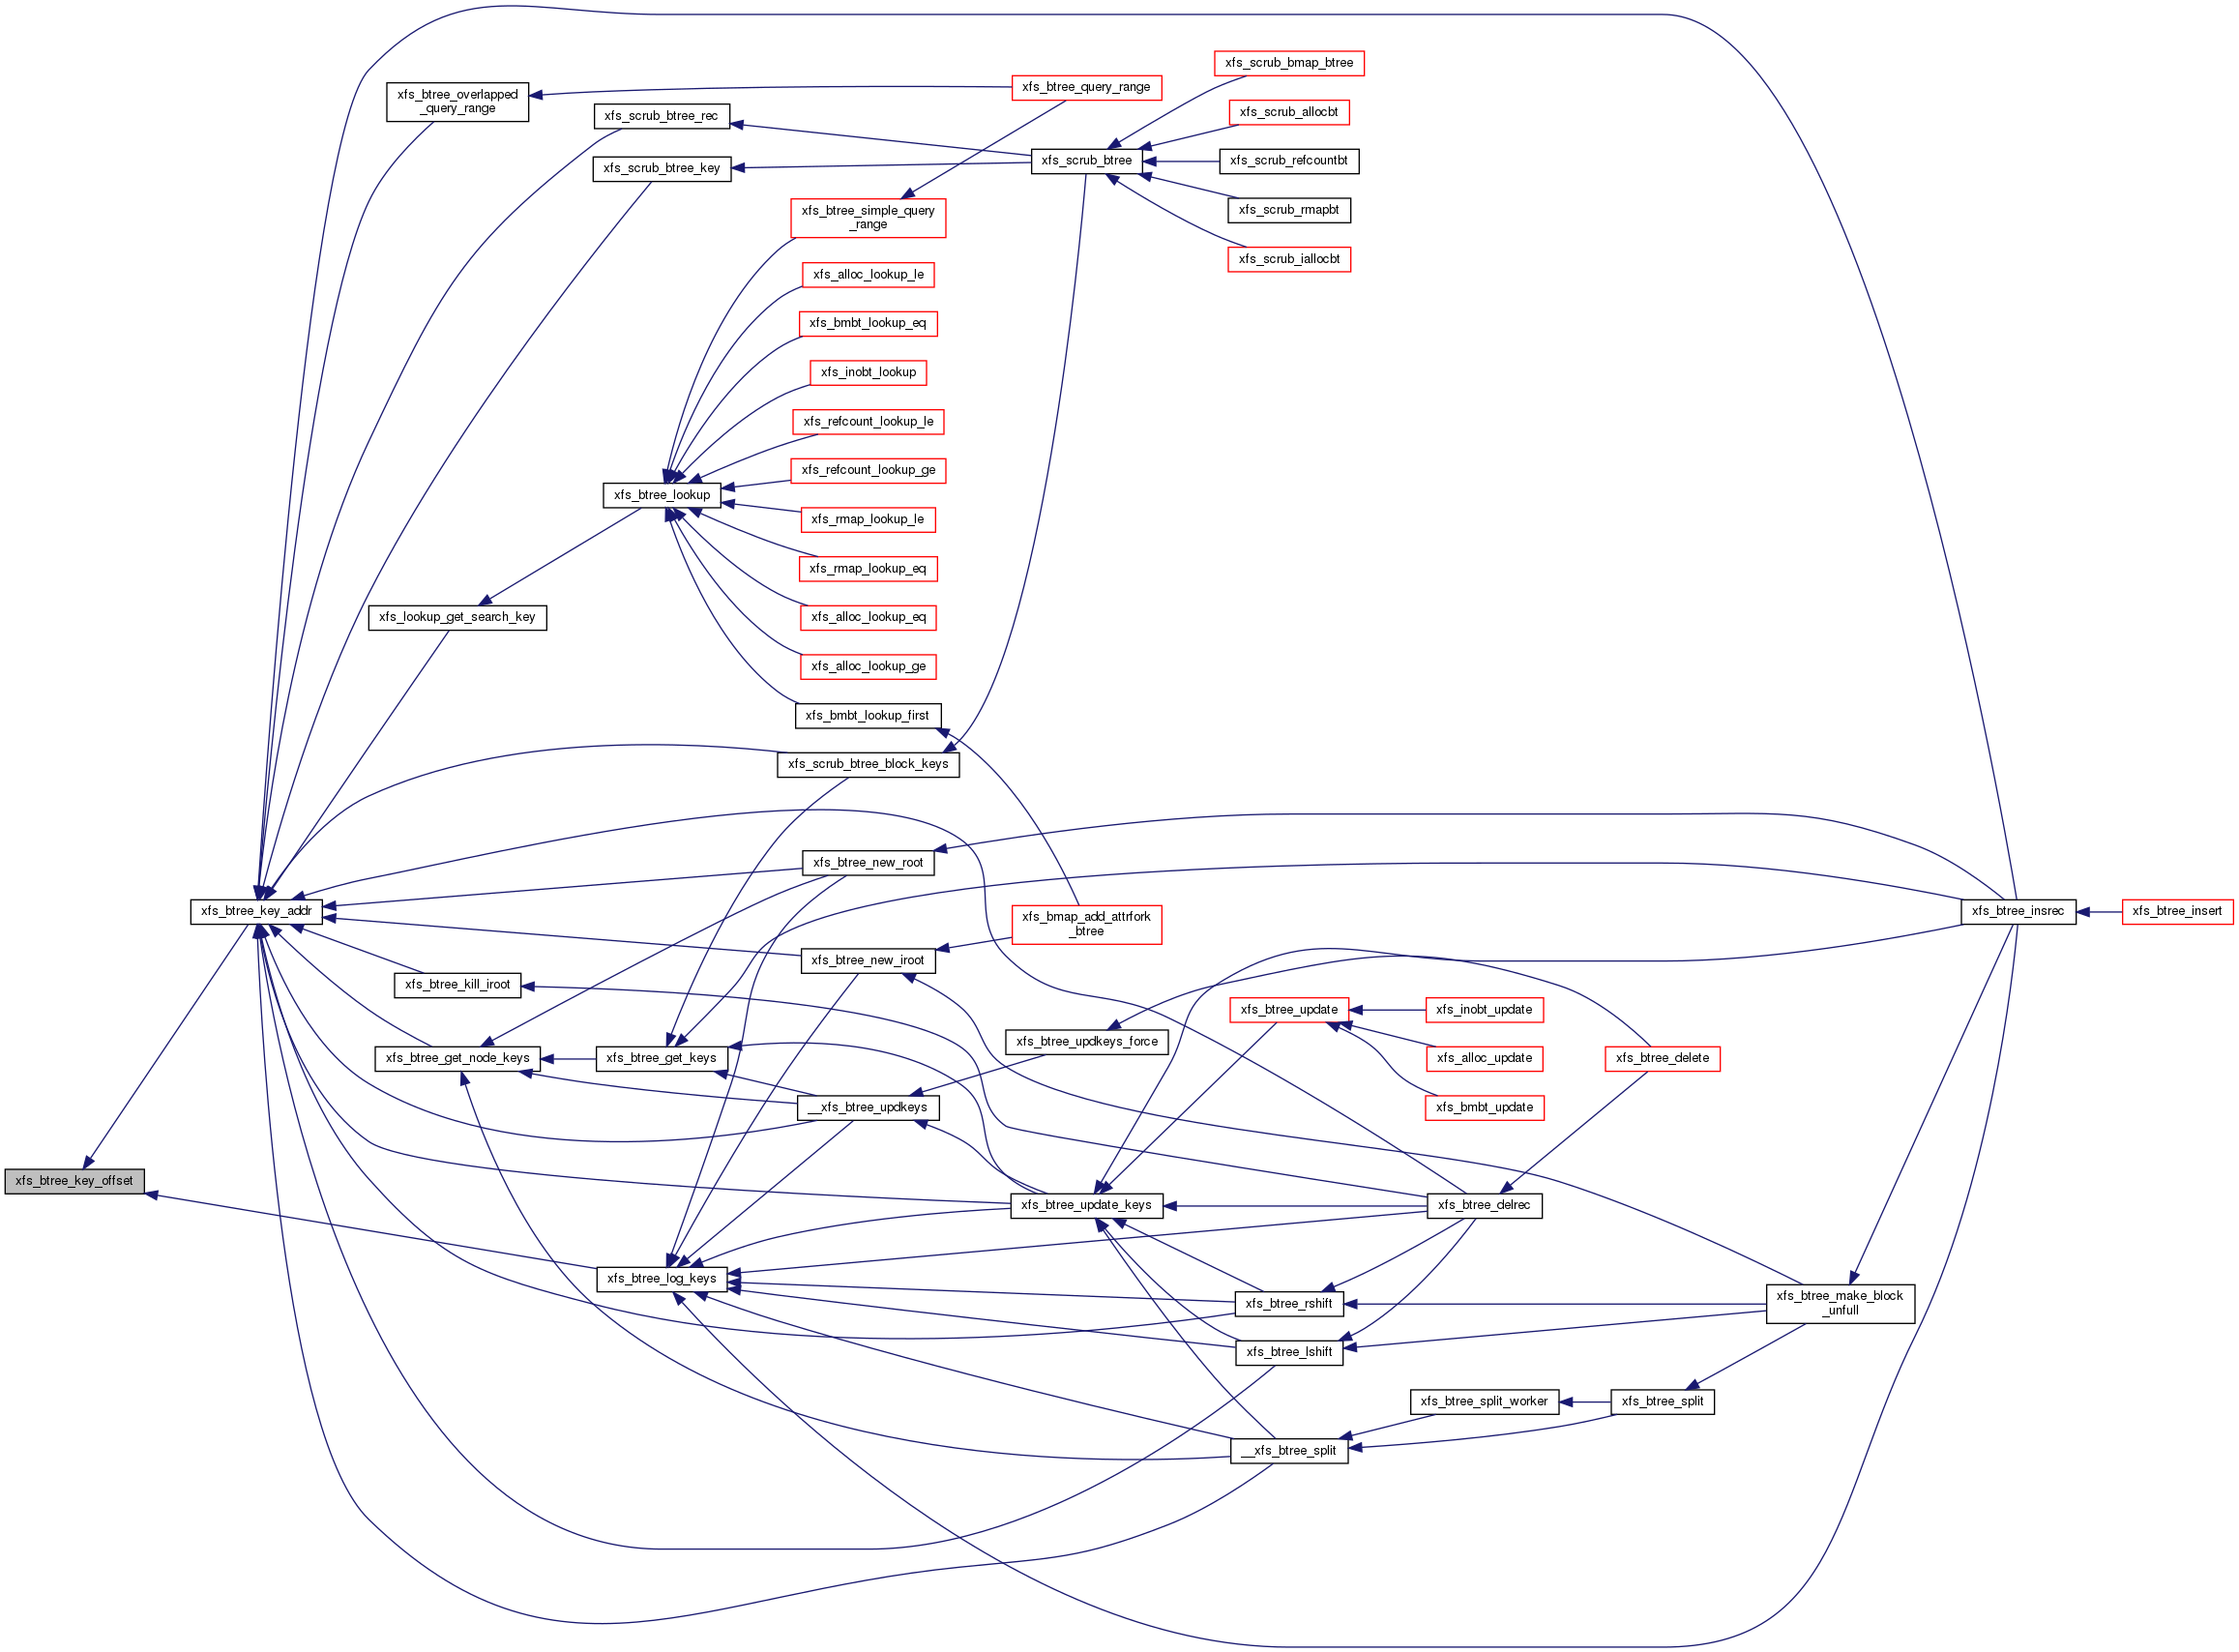 xfs_scrub_bmap_btree
xfs_btree_overlapped
_query_range
xfs_btree_query_range
xfs_scrub_btree_rec
xfs_scrub_allocbt
xfs_scrub_btree_key
xfs_scrub_btree
xfs_scrub_refcountbt
xfs_btree_simple_query
_range
xfs_scrub_rmapbt
xfs_scrub_iallocbt
xfs_alloc_lookup_le
xfs_bmbt_lookup_eq
xfs_inobt_lookup
xfs_refcount_lookup_le
xfs_refcount_lookup_ge
xfs_btree_lookup
xfs_rmap_lookup_le
xfs_rmap_lookup_eq
xfs_lookup_get_search_key
xfs_alloc_lookup_eq
xfs_alloc_lookup_ge
xfs_bmbt_lookup_first
xfs_scrub_btree_block_keys
xfs_btree_new_root
xfs_btree_key_addr
xfs_bmap_add_attrfork
_btree
xfs_btree_insrec
xfs_btree_insert
xfs_btree_new_iroot
xfs_btree_kill_iroot
xfs_btree_update
xfs_inobt_update
xfs_btree_updkeys_force
xfs_btree_get_node_keys
xfs_btree_get_keys
xfs_alloc_update
xfs_btree_delete
__xfs_btree_updkeys
xfs_bmbt_update
xfs_btree_key_offset
xfs_btree_update_keys
xfs_btree_delrec
xfs_btree_log_keys
xfs_btree_rshift
xfs_btree_make_block
_unfull
xfs_btree_lshift
xfs_btree_split_worker
xfs_btree_split
__xfs_btree_split